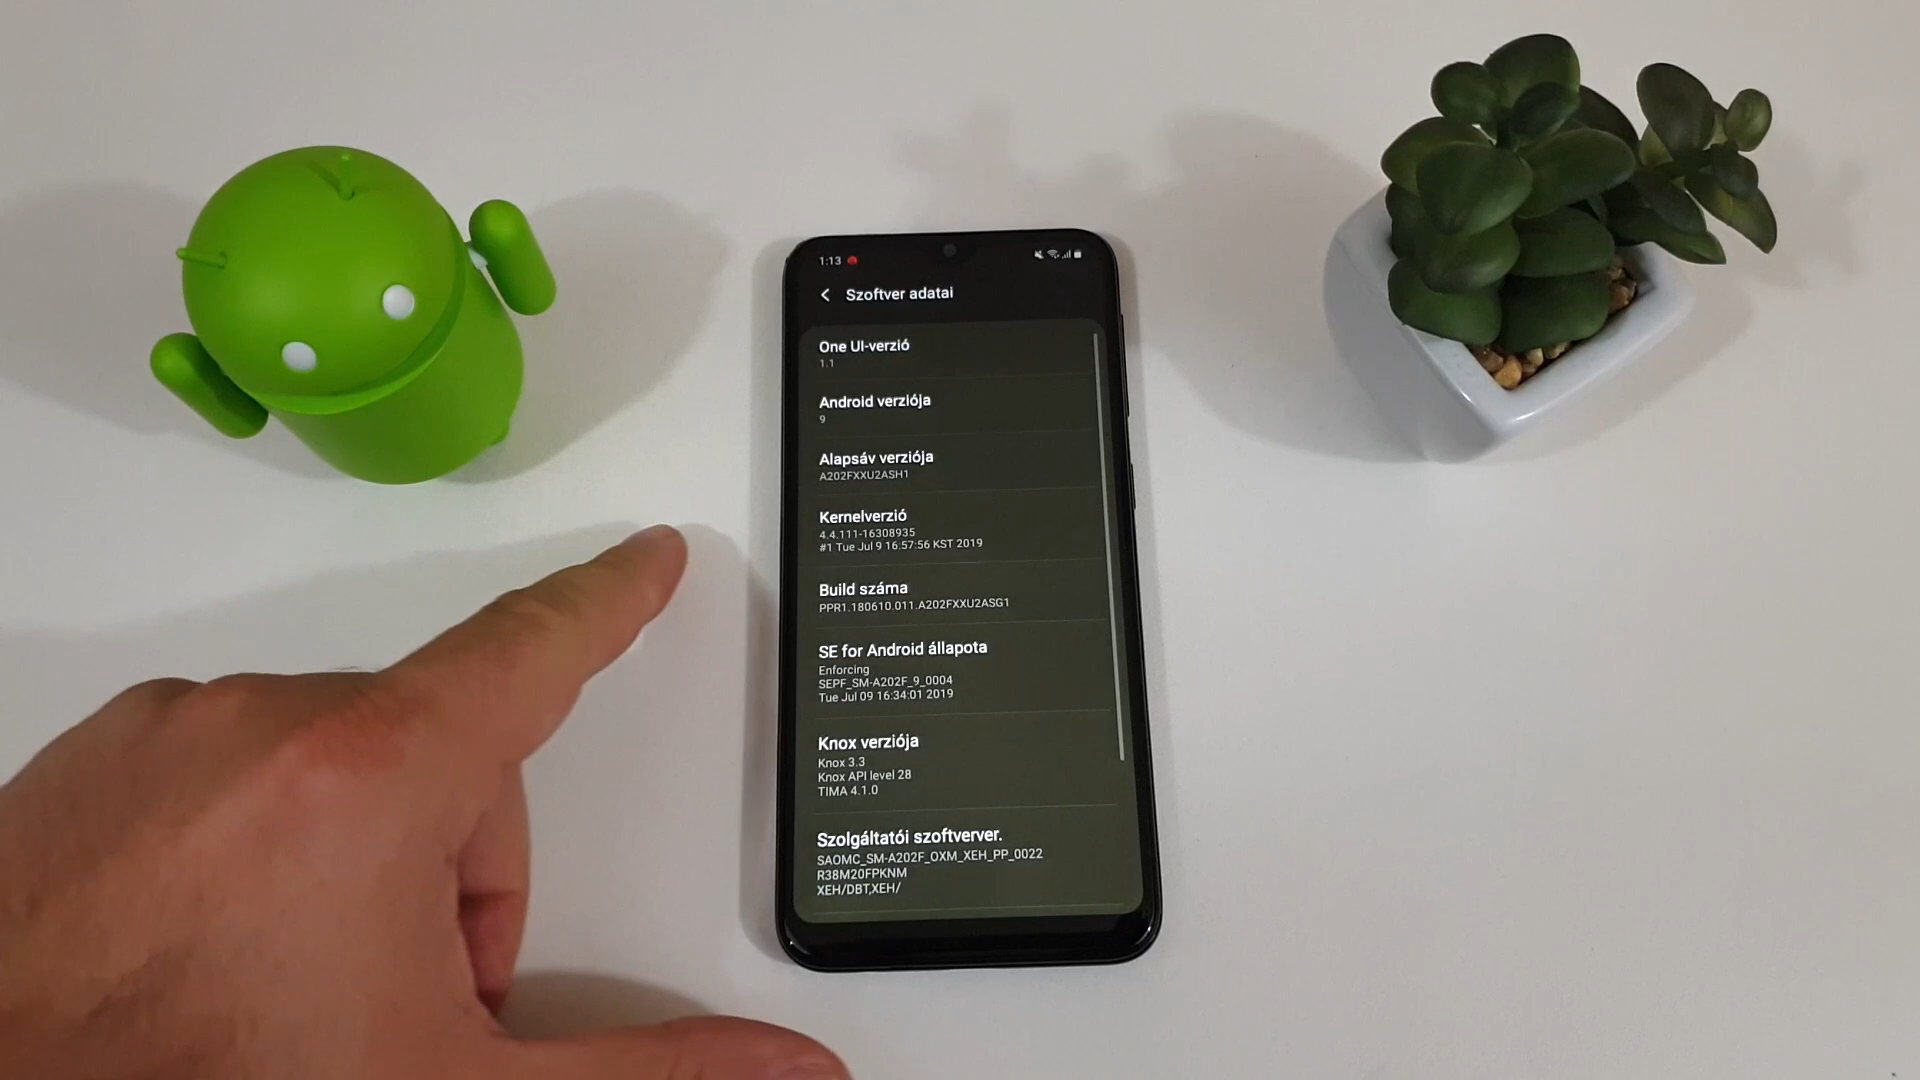 1:13
Szoftver adatai
One UI-verzió
1.1
Android verziója
9
Alapsáv verziója
A202FXXU2ASH1
Kernelverzió
4.4.111-16308935
#1 Tue Jul 9 16:57:56 KST 2019
Build száma
PPR1.180610.011.A202FXXU2ASG1
SE for Android állapota
Enforcing
SEPF_SM-A202F_9_0004
Tue Jul 09 16:34:01 2019
Knox verziója
Knox 3.3
Knox API level 28
TIMA 4.1.0
Szolgáltatói szoftverver.
SAOMC_SM-A202F_OXM_XEH_PP_0022
R38M20FPKNM
XEH/DBT,XEH/